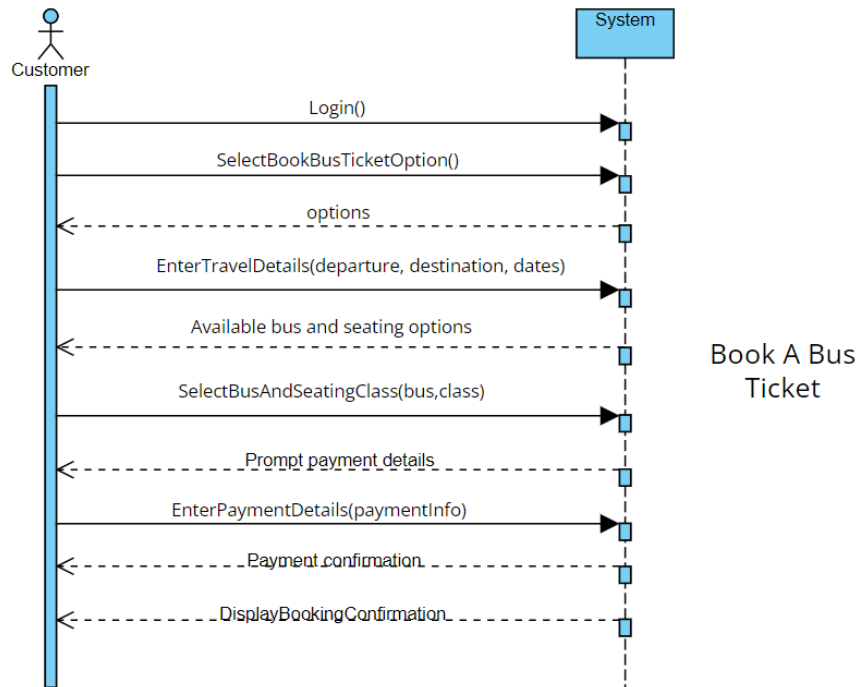 System
Customer
Login()
SelectBookBusTicketOption()
options
EnterTravelDetails(departure, destination, dates)
Available bus and seating options
SelectBusAndSeatingClass(bus,class)
Prompt payment details
EnterPaymentDetails(paymentInfo)
Payment confirmation
DisplayBookingConfirmation
Book A Bus
Ticket